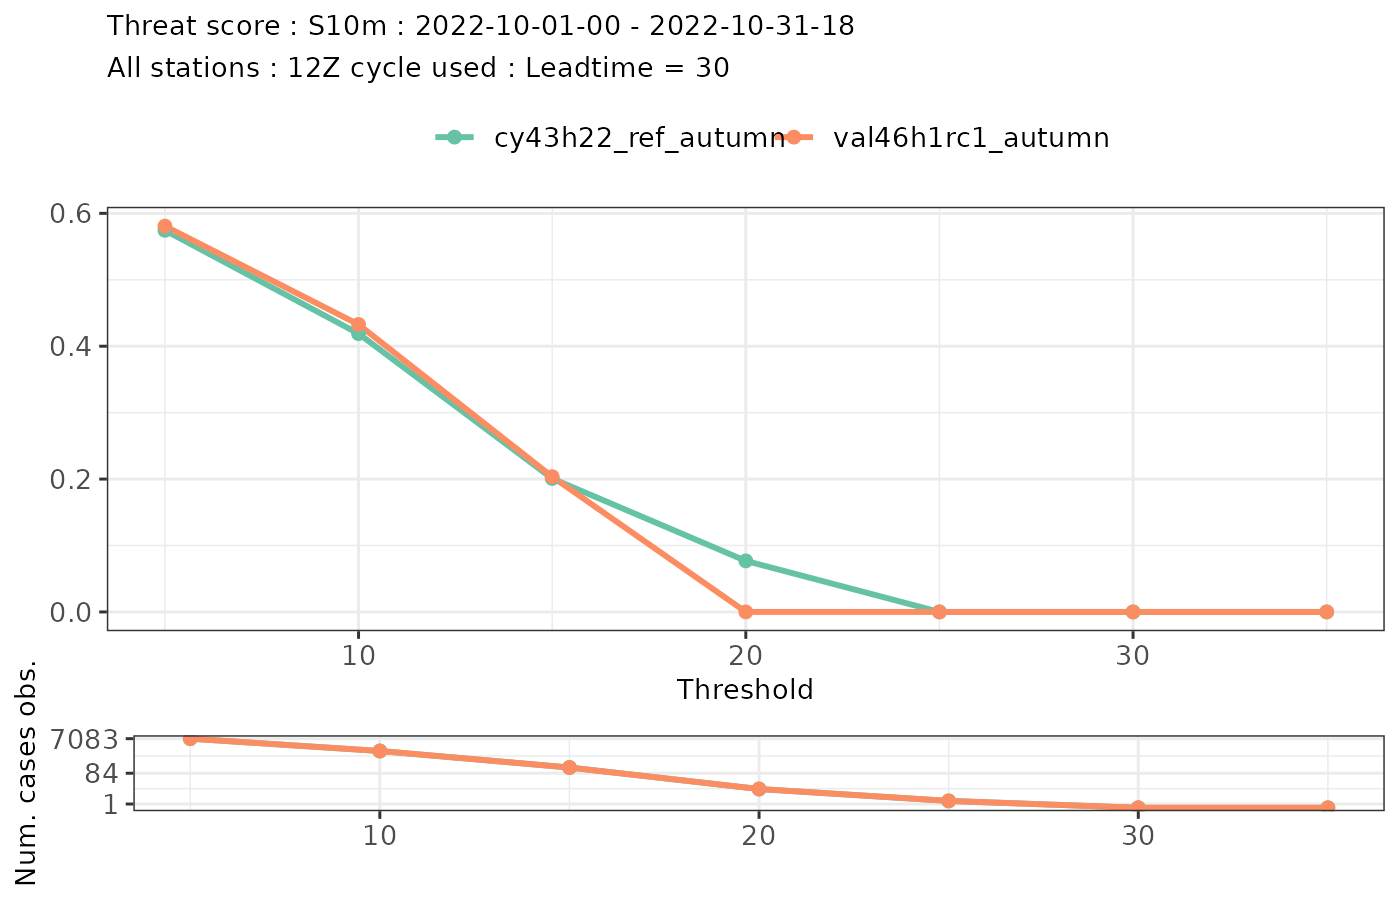 Threat score : S10m : 2022-10-01-00 - 2022-10-31-18
All stations : 12Z cycle used : Leadtime = 30
cy43h22_ref_autumn val46h1rc1_autumn
0.6
0.4
0.2
0.0
10 20 30
Threshold
Num. cases obs.
7083
84
1
10 20 30